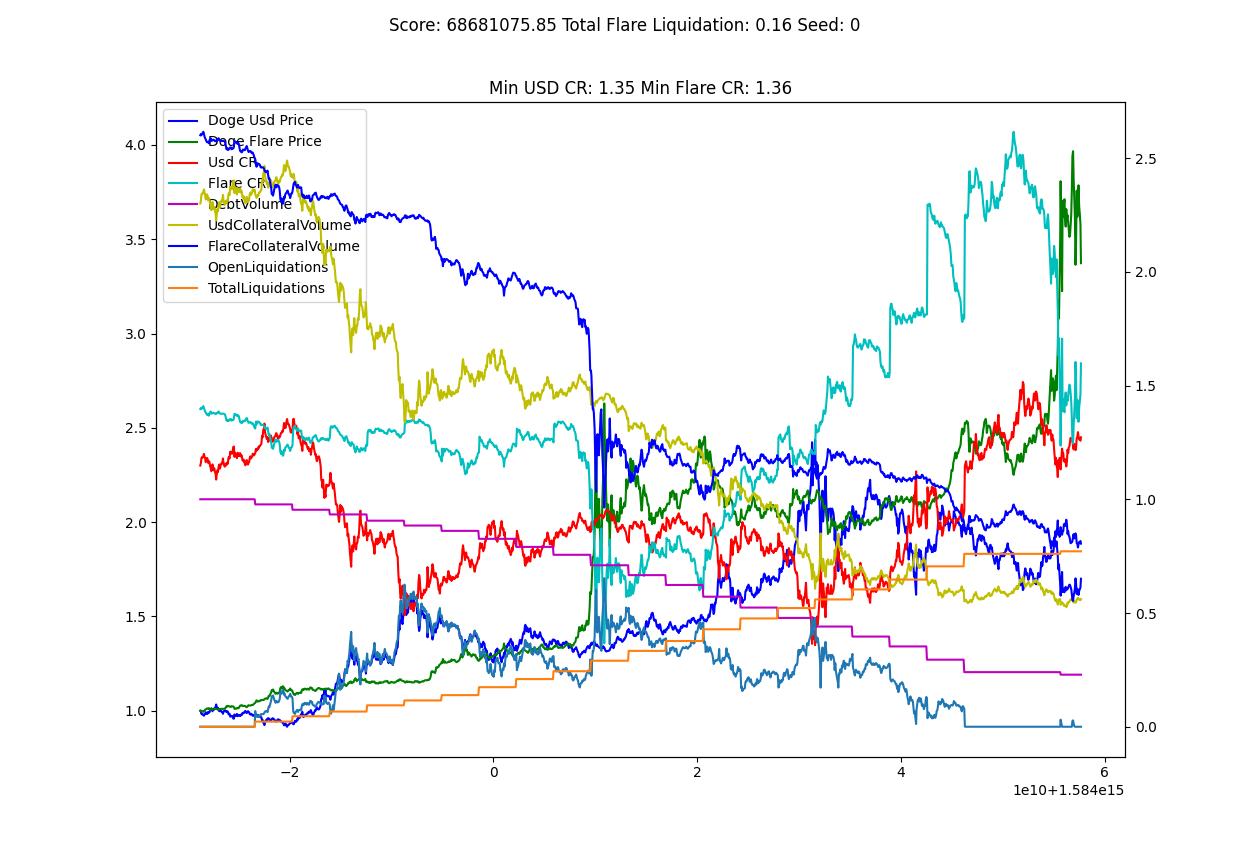 Score: 68681075.85 Total Flare Liquidation: 0.16 Seed: 0
Min USD CR: 1.35 Min Flare CR: 1.36
Doge Usd Price
Doge Flare Price
Usd CR
Flare CR
DebtVolume
UsdCollateralVolume
FlareCollateralVolume
OpenLiquidations
TotalLiquidations
4.0
3.5
3.0
2.5
2.0
1.5
1.0
2.5
2.0
1.5
1.0
0.5
0.0
−2 0 2 4 6
1e10+1.584e15